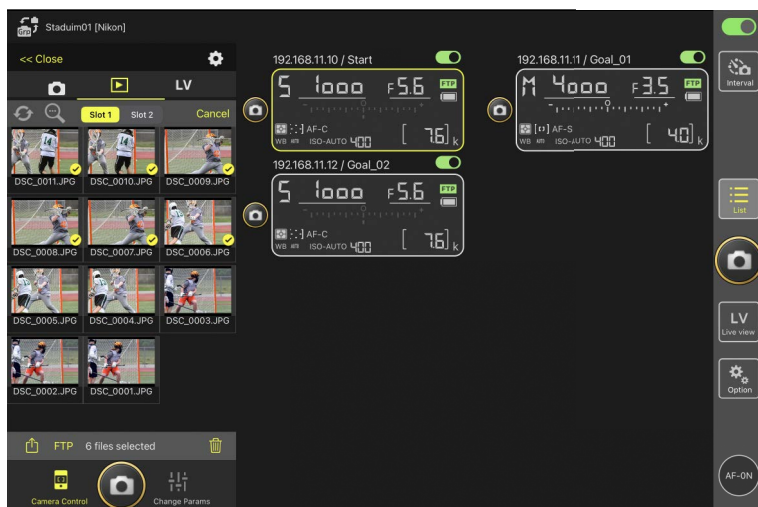 Grp Staduim01 [Nikon]
<< Close
LV
Slot 1 Slot 2 Cancel
DSC_0011.JPG DSC_0010.JPG DSC_0009.JPG
DSC_0008.JPG DSC_0007.JPG DSC_0006.JPG
DSC_0005.JPG DSC_0004.JPG DSC_0003.JPG
DSC_0002.JPG DSC_0001.JPG
FTP 6 files selected
Camera Control Change Params
192.168.11.10 / Start
S 1000 F5.6 FTP
AF-C
WB ISO-AUTO 400 [ 7.6] k
192.168.11.11 / Goal_01
M 4000 F3.5 FTP
AF-S
WB ISO-AUTO 400 [ 4.0] k
192.168.11.12 / Goal_02
S 1000 F5.6 FTP
AF-C
WB ISO-AUTO 400 [ 7.6] k
Interval
List
LV
Live view
Option
AF-ON